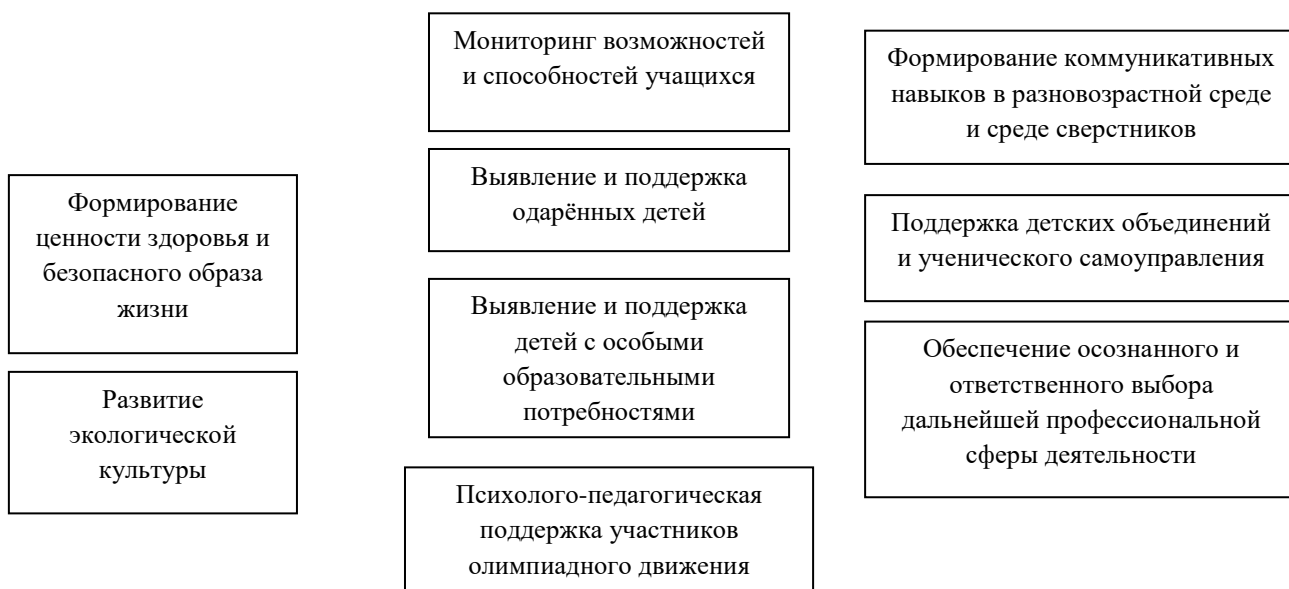 Формирование
ценности здоровья и
безопасного образа
жизни
Развитие
экологической
культуры
Мониторинг возможностей
и способностей учащихся
Выявление и поддержка
одарённых детей
Выявление и поддержка
детей с особыми
образовательными
потребностями
Психолого-педагогическая
поддержка участников
олимпиадного движения
Формирование коммуникативных
навыков в разновозрастной среде
и среде сверстников
Поддержка детских объединений
и ученического самоуправления
Обеспечение осознанного и
ответственного выбора
дальнейшей профессиональной
сферы деятельности